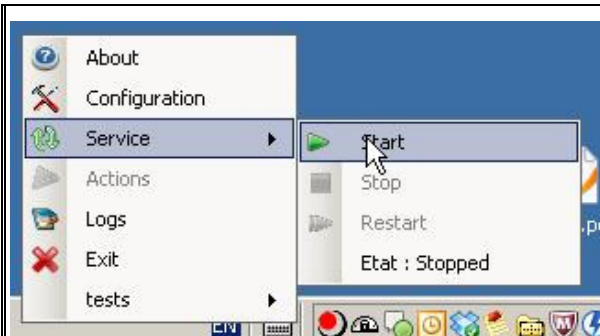 About
Configuration
Service
Actions
Logs
Exit
tests
Start
Stop
Restart
Etat : Stopped
.p
EN